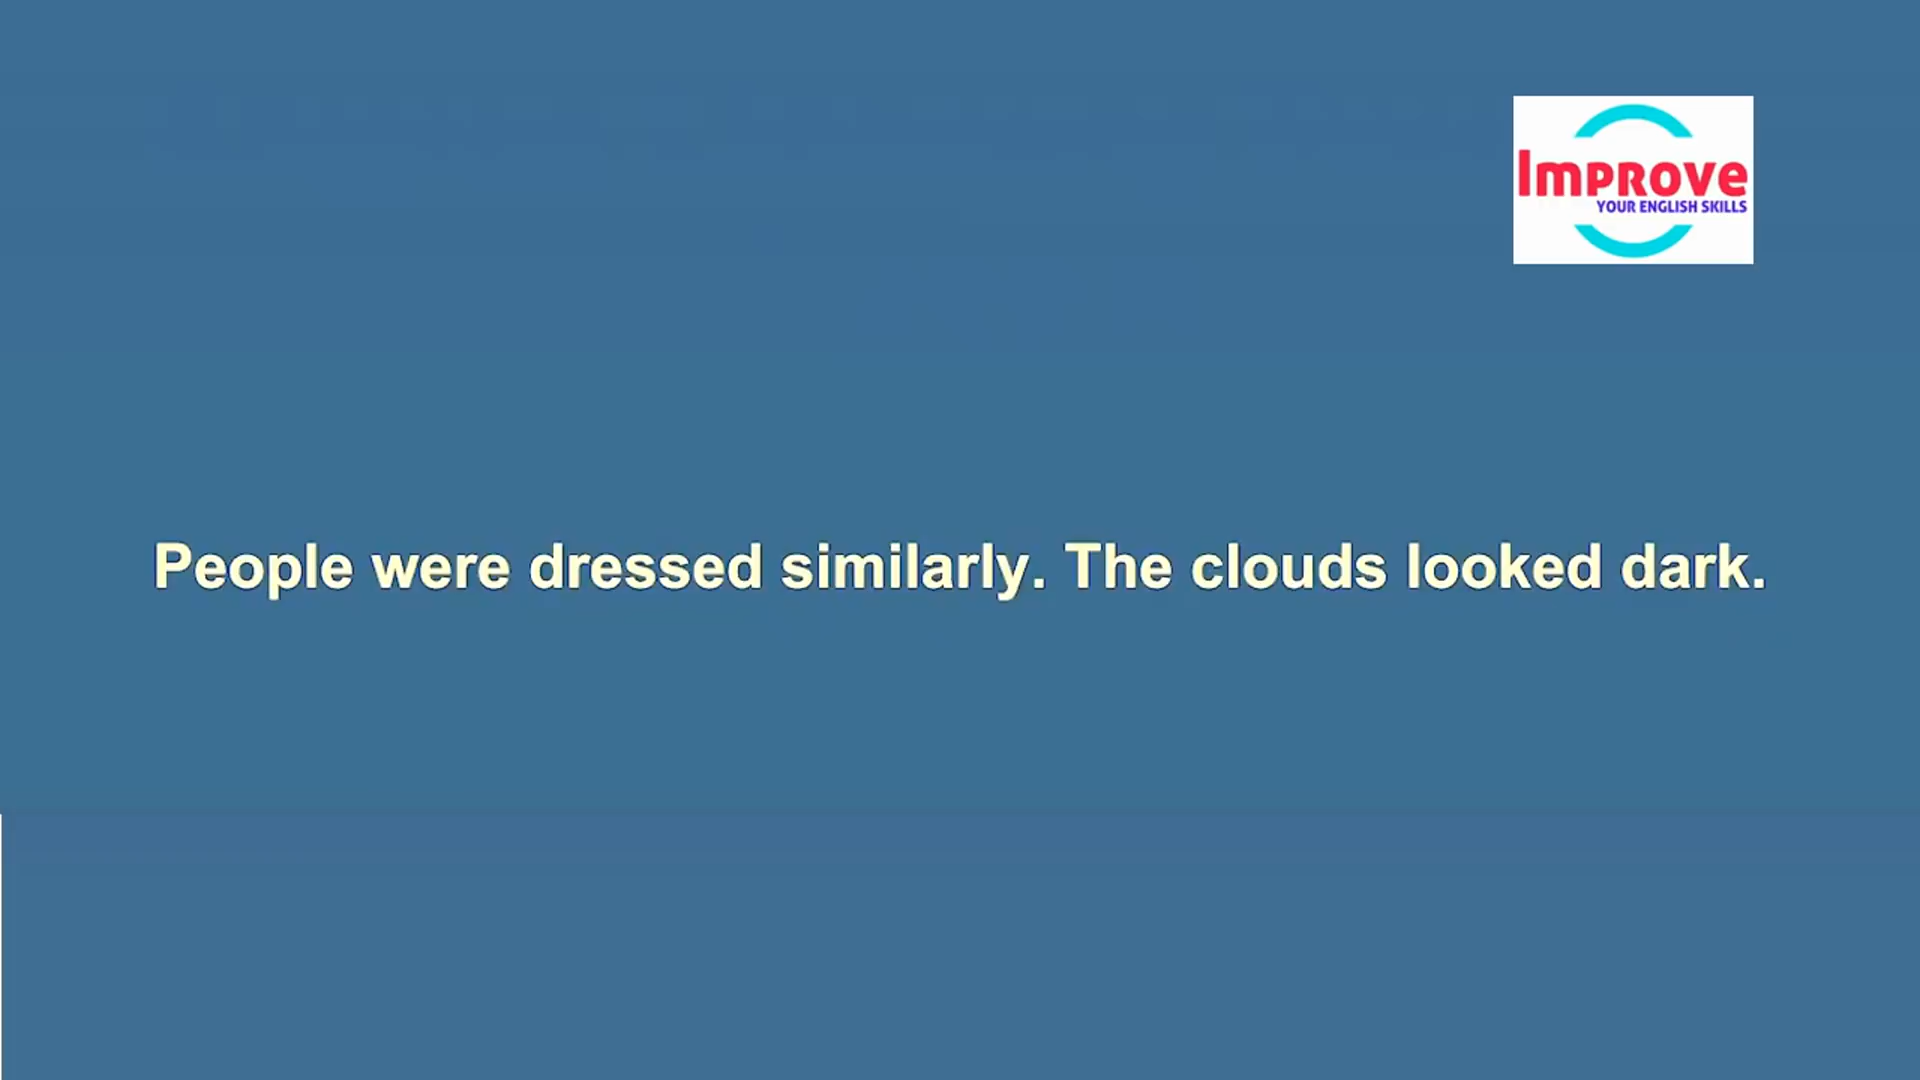 Improve
YOUR ENGLISH SKILLS
People were dressed similarly. The clouds looked dark.